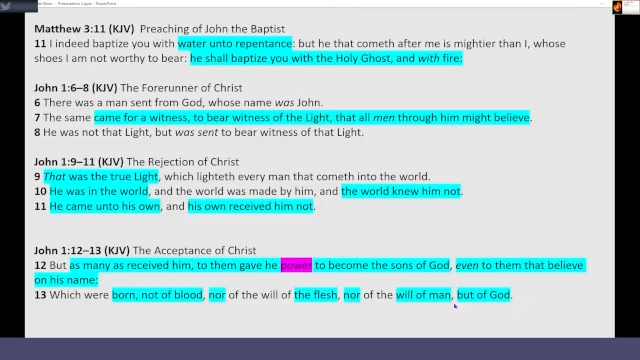 Matthew 3:11 (KJV)  Preaching of John the Baptist
11 I indeed baptize you with water unto repentance: but he that cometh after me is mightier than I, whose
shoes I am not worthy to bear: he shall baptize you with the Holy Ghost, and with fire:
John 1:6–8 (KJV) The Forerunner of Christ
6 There was a man sent from God, whose name was John.
7 The same came for a witness, to bear witness of the Light, that all men through him might believe.
8 He was not that Light, but was sent to bear witness of that Light.
John 1:9–11 (KJV) The Rejection of Christ
9 That was the true Light, which lighteth every man that cometh into the world.
10 He was in the world, and the world was made by him, and the world knew him not.
11 He came unto his own, and his own received him not.
John 1:12–13 (KJV) The Acceptance of Christ
12 But as many as received him, to them gave he power to become the sons of God, even to them that believe
on his name:
13 Which were born, not of blood, nor of the will of the flesh, nor of the will of man, but of God.